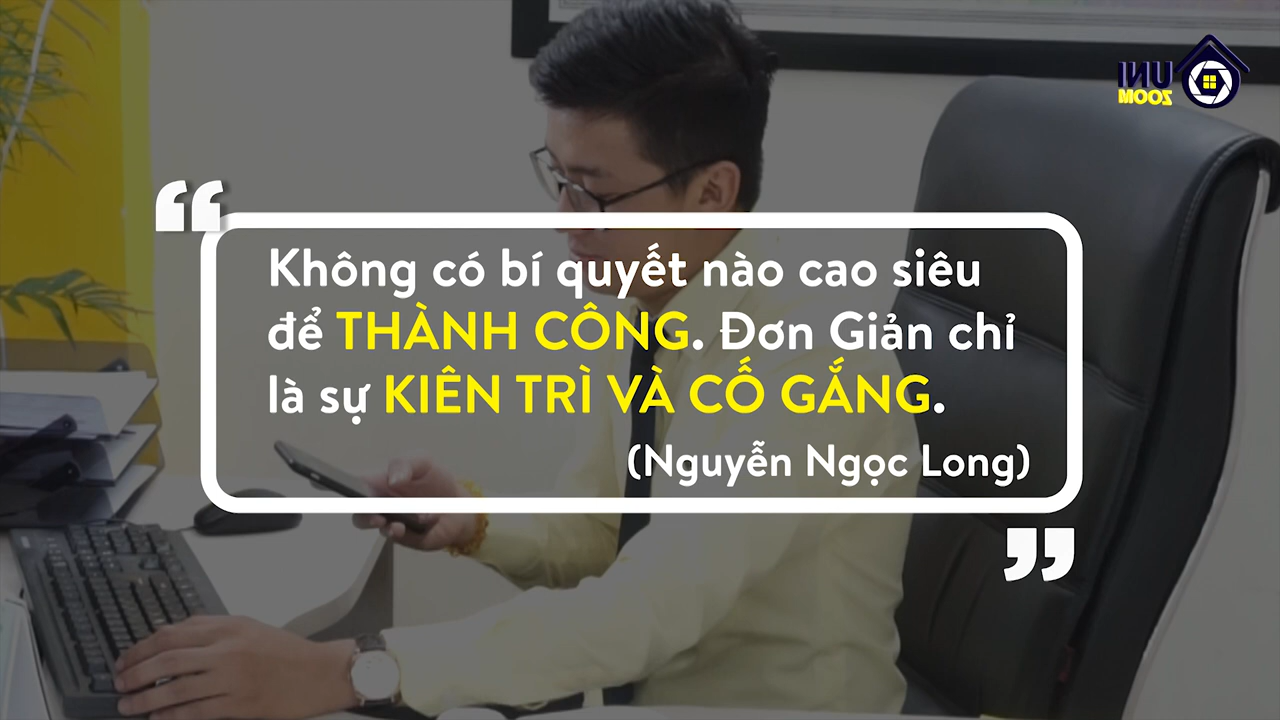 UNI
ZOOM
Không có bí quyết nào cao siêu
để THÀNH CÔNG. Đơn Giản chỉ
là sự KIÊN TRÌ VÀ CỐ GẮNG.
(Nguyễn Ngọc Long)